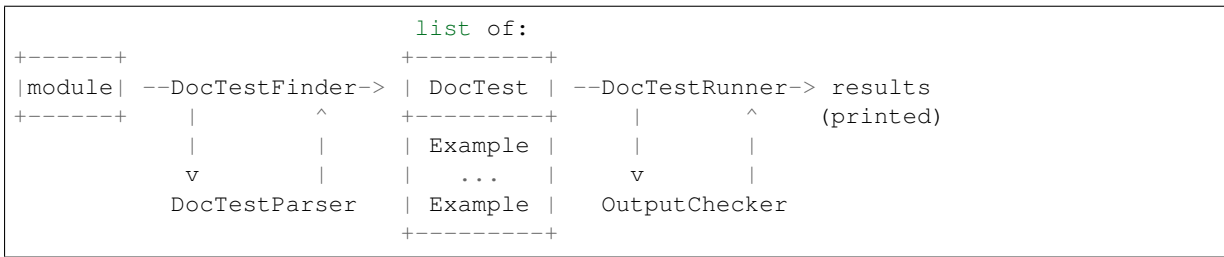 list of:
+------+                   +---------+
|module| --DocTestFinder-> | DocTest | --DocTestRunner-> results
+------+    |        ^     +---------+     |       ^    (printed)
            |        |     | Example |     |       |
            v        |     |   ...   |     v       |
           DocTestParser   | Example |   OutputChecker
                           +---------+